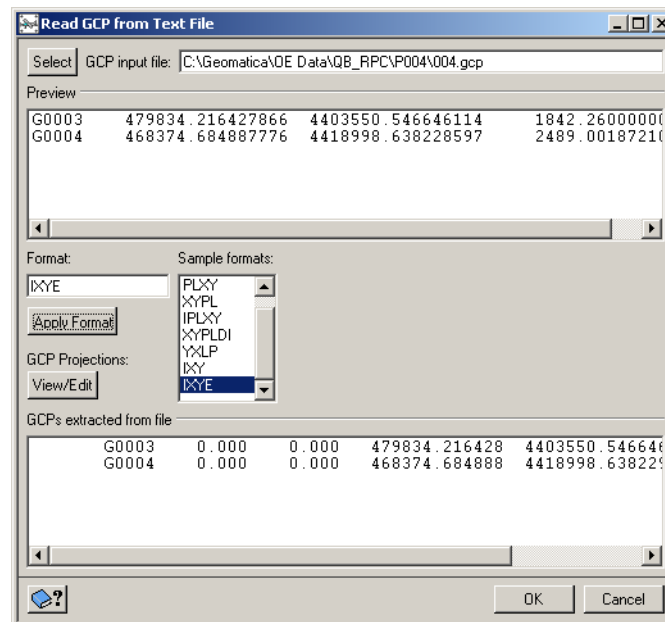 Read GCP from Text File
Select GCP input file: C:\Geomatica\OE Data\QB_RPC\P004\004.gcp
Preview
G0003 479834.216427866 4403550.546646114 1842.26000000
G0004 468374.684887776 4418998.638228597 2489.00187210
Format: Sample formats:
IXYE
PLXY
XYPL
IPLXY
XYPLDI
YXLP
IXY
IXYE
Apply Format
GCP Projections:
View/Edit
GCPs extracted from file
G0003 0.000 0.000 479834.216428 4403550.546646
G0004 0.000 0.000 468374.684888 4418998.638229
?
OK Cancel